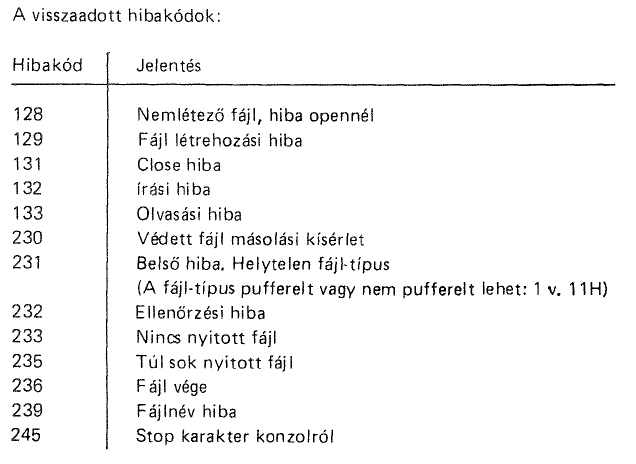 A visszaadott hibakódok:
Hibakód Jelentés
128 Nemlétező fájl, hiba opennél
129 Fájl létrehozási hiba
131 Close hiba
132 írási hiba
133 Olvasási hiba
230 Védett fájl másolási kísérlet
231 Belső hiba. Helytelen fájl-típus
(A fájl-típus pufferelt vagy nem pufferelt lehet: 1 v. 11H)
232 Ellenőrzési hiba
233 Nincs nyitott fájl
235 Túl sok nyitott fájl
236 Fájl vége
239 Fájlnév hiba
245 Stop karakter konzolról